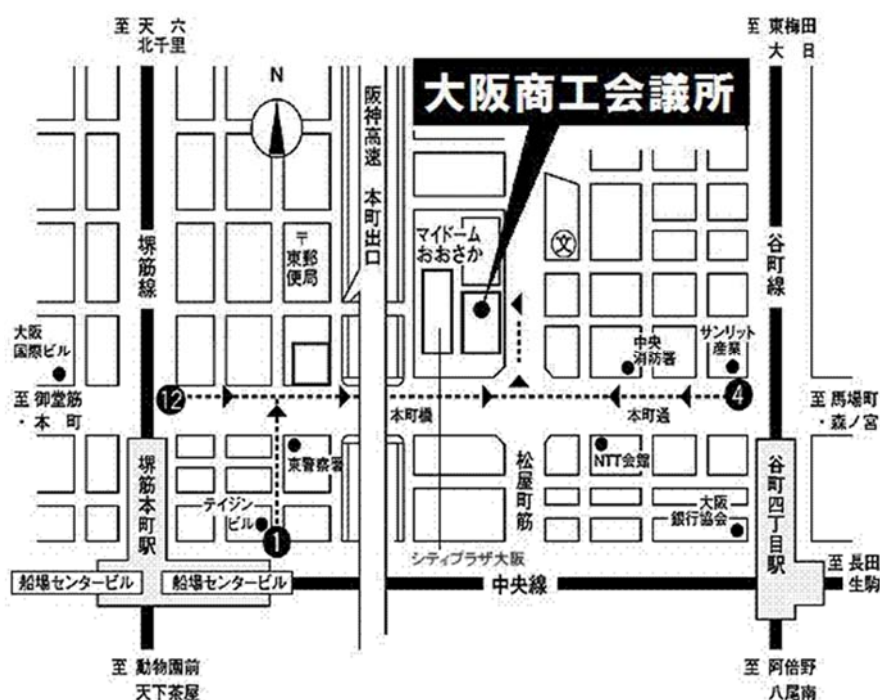 至 天 六
北千里
至 東梅田
大 日
N
大阪商工会議所
阪神高速 本町出口
〒
東郵
便局
マイドーム
おおさか
文
堺筋線
谷町線
大阪
国際ビル
中央
消防署
サンリット
産業
至 御堂筋
・本 町
12
本町橋
本町通
4
至 馬場町
・森ノ宮
東警察署
松屋町筋
NTT会館
堺筋本町駅
テイジン
ビル
1
大阪
銀行協会
谷町四丁目駅
シティプラザ大阪
船場センタービル
船場センタービル
中央線
至 長田
生駒
至 動物園前
天下茶屋
至 阿倍野
八尾南